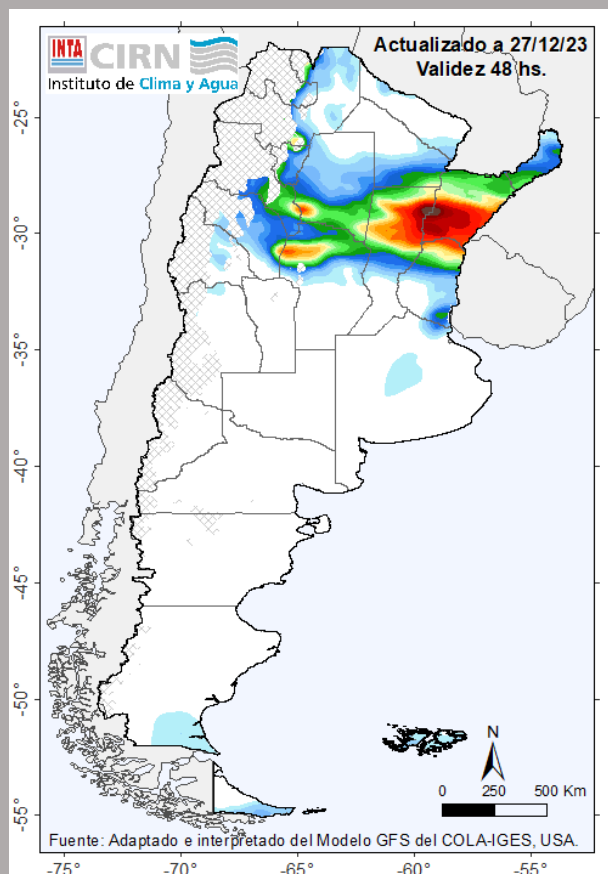 INTA CIRN
Instituto de Clima y Agua
Actualizado a 27/12/23
Validez 48 hs.
-25°
-30°
-35°
-40°
-45°
-50°
-55°
N
0 250 500 Km
Fuente: Adaptado e interpretado del Modelo GFS del COLA-IGES, USA.
-75° -70° -65° -60° -55°